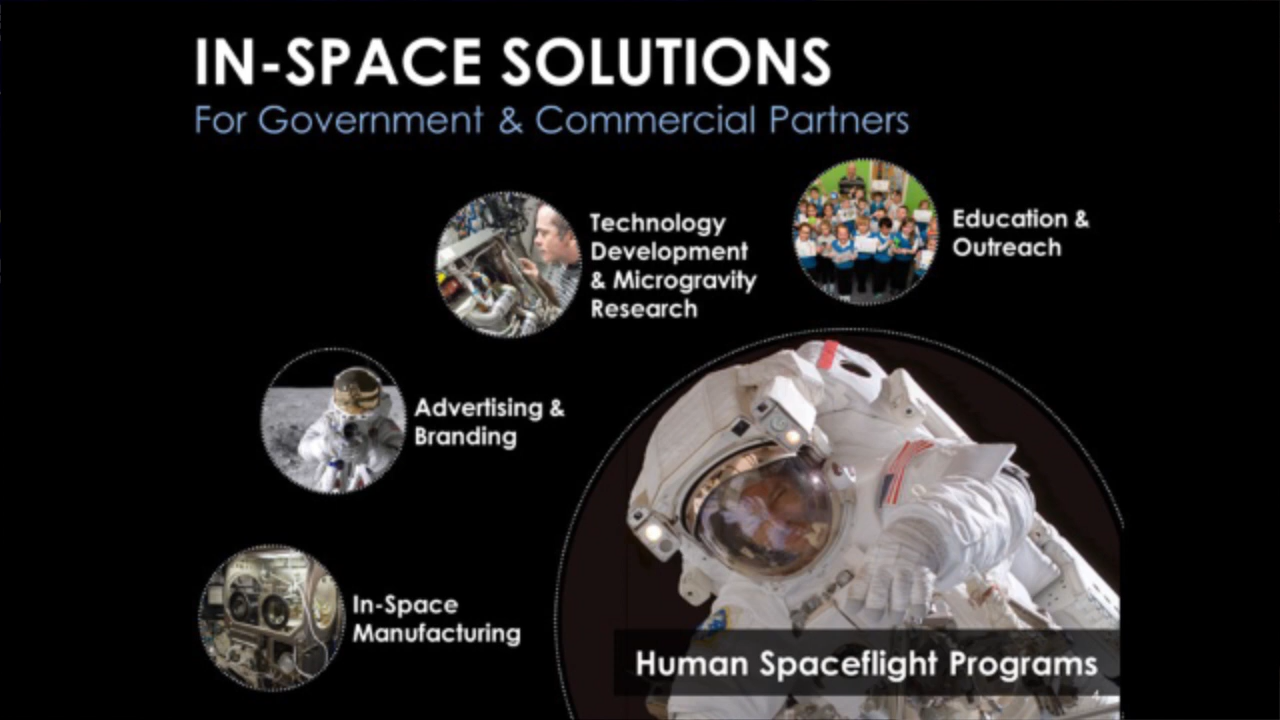 IN-SPACE SOLUTIONS
For Government & Commercial Partners
Technology
Development
& Microgravity
Research
Education &
Outreach
Advertising &
Branding
In-Space
Manufacturing
Human Spaceflight Programs
4